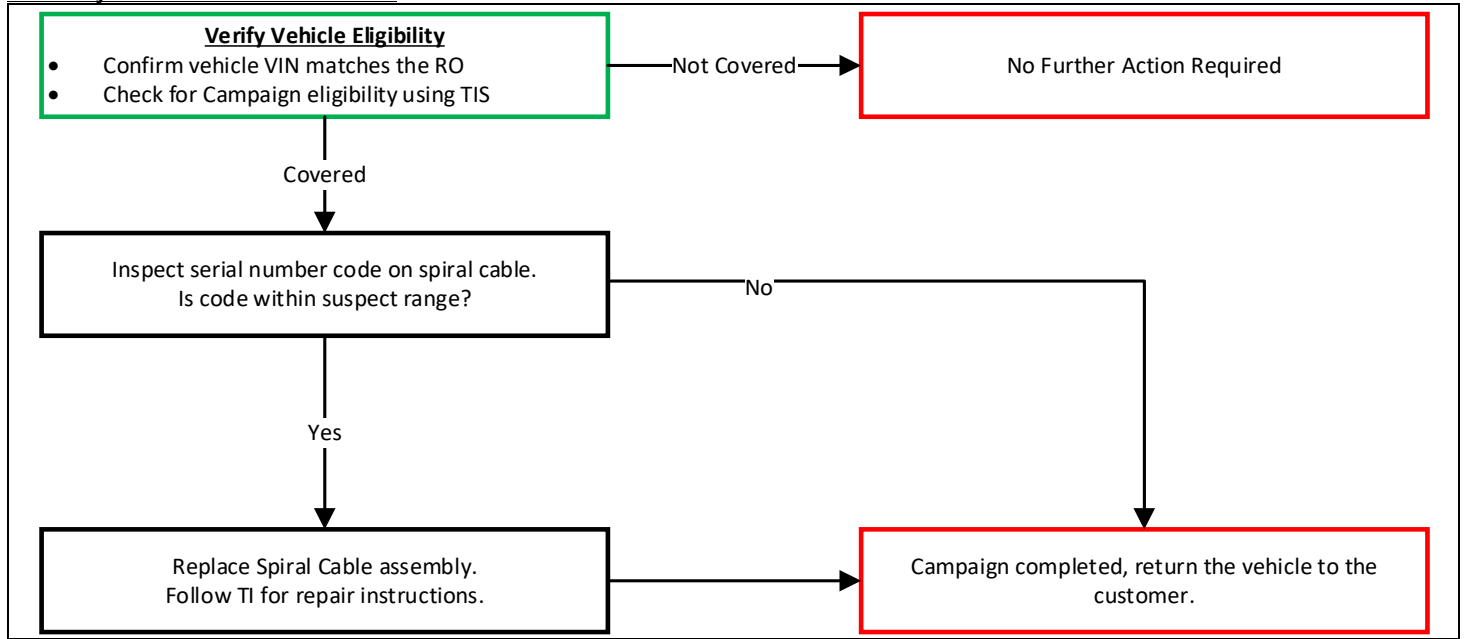 Verify Vehicle Eligibility
• Confirm vehicle VIN matches the RO
• Check for Campaign eligibility using TIS
Not Covered
No Further Action Required
Covered
Inspect serial number code on spiral cable.
Is code within suspect range?
No
Yes
Replace Spiral Cable assembly.
Follow TI for repair instructions.
Campaign completed, return the vehicle to the
customer.